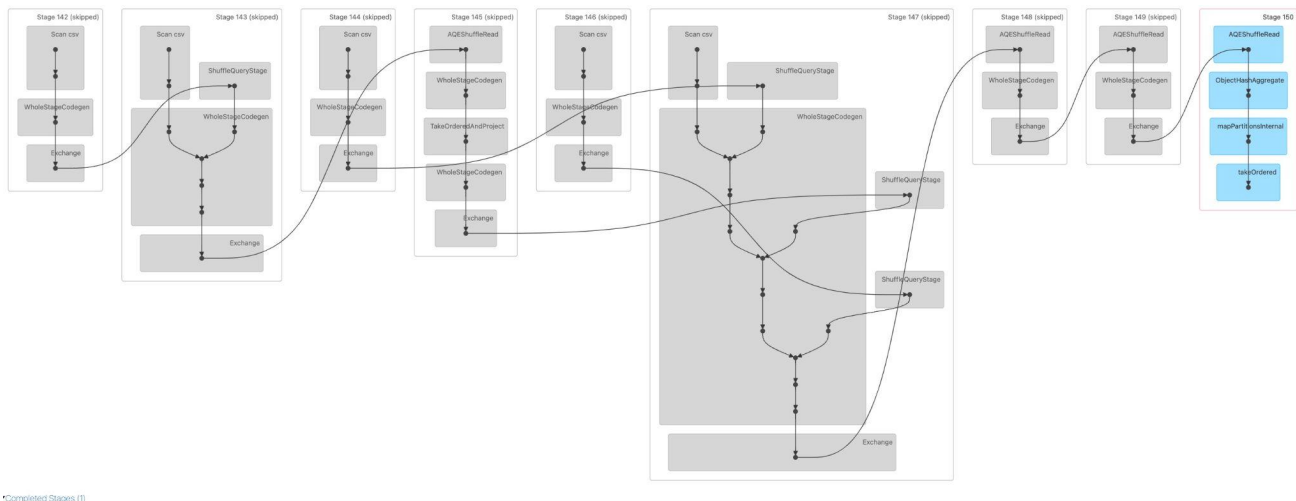 Stage 142 (skipped)
Scan csv
WholeStageCodegen
Exchange
Stage 143 (skipped)
Scan csv
ShuffleQueryStage
WholeStageCodegen
Exchange
Stage 144 (skipped)
Scan csv
WholeStageCodegen
Exchange
Stage 145 (skipped)
AQEShuffleRead
WholeStageCodegen
TakeOrderedAndProject
WholeStageCodegen
Exchange
Stage 146 (skipped)
Scan csv
WholeStageCodegen
Exchange
Stage 147 (skipped)
Scan csv
ShuffleQueryStage
WholeStageCodegen
ShuffleQueryStage
ShuffleQueryStage
Exchange
Stage 148 (skipped)
AQEShuffleRead
WholeStageCodegen
Exchange
Stage 149 (skipped)
AQEShuffleRead
WholeStageCodegen
Exchange
Stage 150
AQEShuffleRead
ObjectHashAggregate
mapPartitionsInternal
takeOrdered
Completed Stages (1)